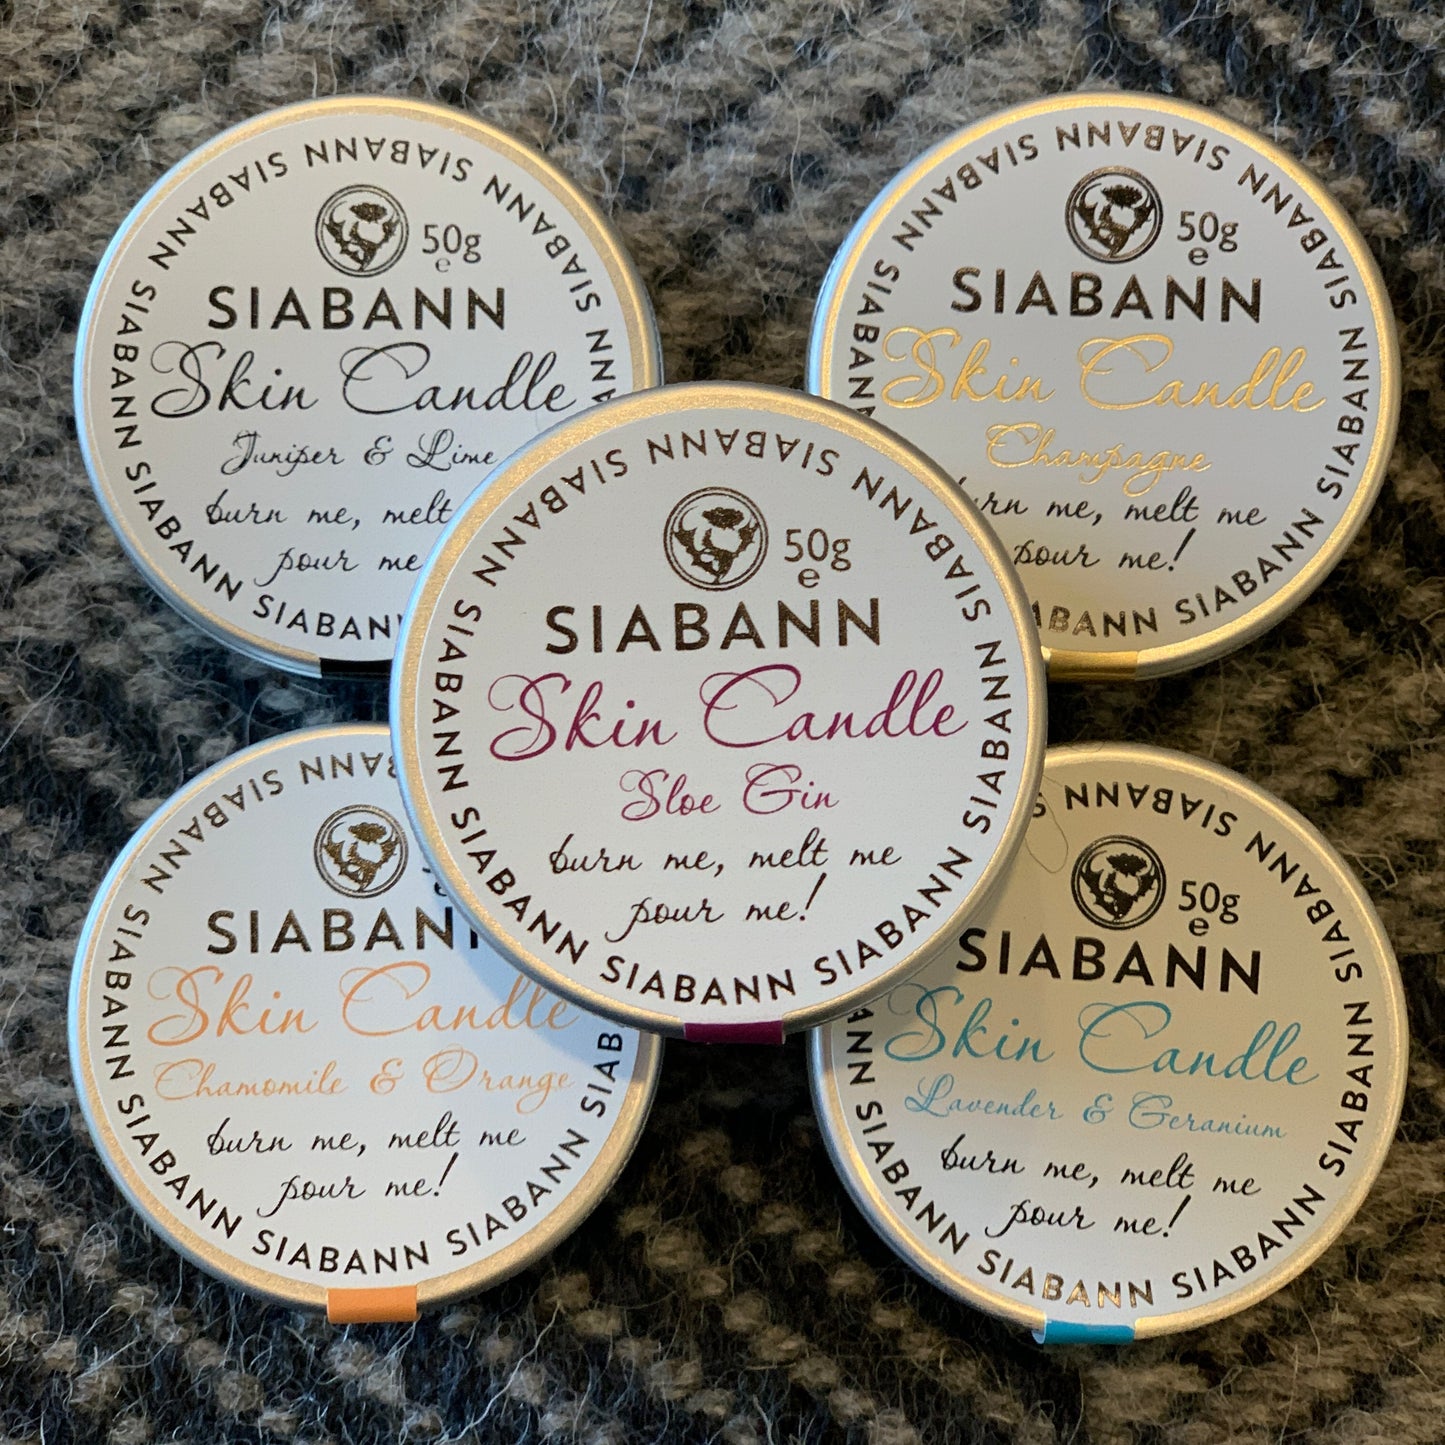 SIABANN SIABANN SIABANN SIABANN SIABANN SIABANN SIABANN
50g
e
SIABANN
Skin Candle
Juniper & Lime
burn me, melt
pour me
SIABANN SIABANN SIABANN SIABANN SIABANN SIABANN
50g
e
SIABANN
Skin Candle
Champagne
burn me, melt me
pour me!
SIABANN SIABANN SIABANN SIABANN SIABANN SIABANN SIABANN SIABANN
50g
e
SIABANN
Skin Candle
Sloe Gin
burn me, melt me
pour me!
SIABANN SIABANN SIABANN SIABANN SIABANN
SIABANN
Skin Candle
Chamomile & Orange
burn me, melt me
pour me!
SIABANN SIABANN SIABANN SIABANN SIABANN SIABANN
50g
e
SIABANN
Skin Candle
Lavender & Geranium
burn me, melt me
pour me!